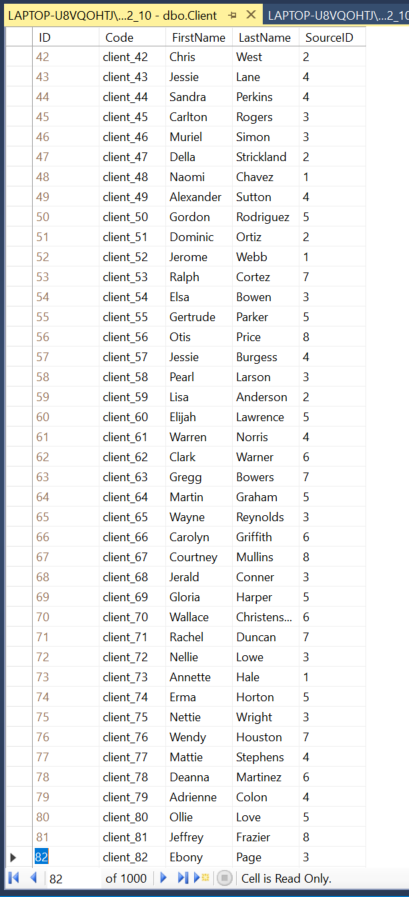 LAPTOP-U8VQOHTJ\...2_10 - dbo.Client LAPTOP-U8VQOHTJ\...2_10
ID Code FirstName LastName SourceID
42 client_42 Chris West 2
43 client_43 Jessie Lane 4
44 client_44 Sandra Perkins 4
45 client_45 Carlton Rogers 3
46 client_46 Muriel Simon 3
47 client_47 Della Strickland 2
48 client_48 Naomi Chavez 1
49 client_49 Alexander Sutton 4
50 client_50 Gordon Rodriguez 5
51 client_51 Dominic Ortiz 2
52 client_52 Jerome Webb 1
53 client_53 Ralph Cortez 7
54 client_54 Elsa Bowen 3
55 client_55 Gertrude Parker 5
56 client_56 Otis Price 8
57 client_57 Jessie Burgess 4
58 client_58 Pearl Larson 3
59 client_59 Lisa Anderson 2
60 client_60 Elijah Lawrence 5
61 client_61 Warren Norris 4
62 client_62 Clark Warner 6
63 client_63 Gregg Bowers 7
64 client_64 Martin Graham 5
65 client_65 Wayne Reynolds 3
66 client_66 Carolyn Griffith 6
67 client_67 Courtney Mullins 8
68 client_68 Jerald Conner 3
69 client_69 Gloria Harper 5
70 client_70 Wallace Christens... 6
71 client_71 Rachel Duncan 7
72 client_72 Nellie Lowe 3
73 client_73 Annette Hale 1
74 client_74 Erma Horton 5
75 client_75 Nettie Wright 3
76 client_76 Wendy Houston 7
77 client_77 Mattie Stephens 4
78 client_78 Deanna Martinez 6
79 client_79 Adrienne Colon 4
80 client_80 Ollie Love 5
81 client_81 Jeffrey Frazier 8
82 client_82 Ebony Page 3
82 of 1000 Cell is Read Only.